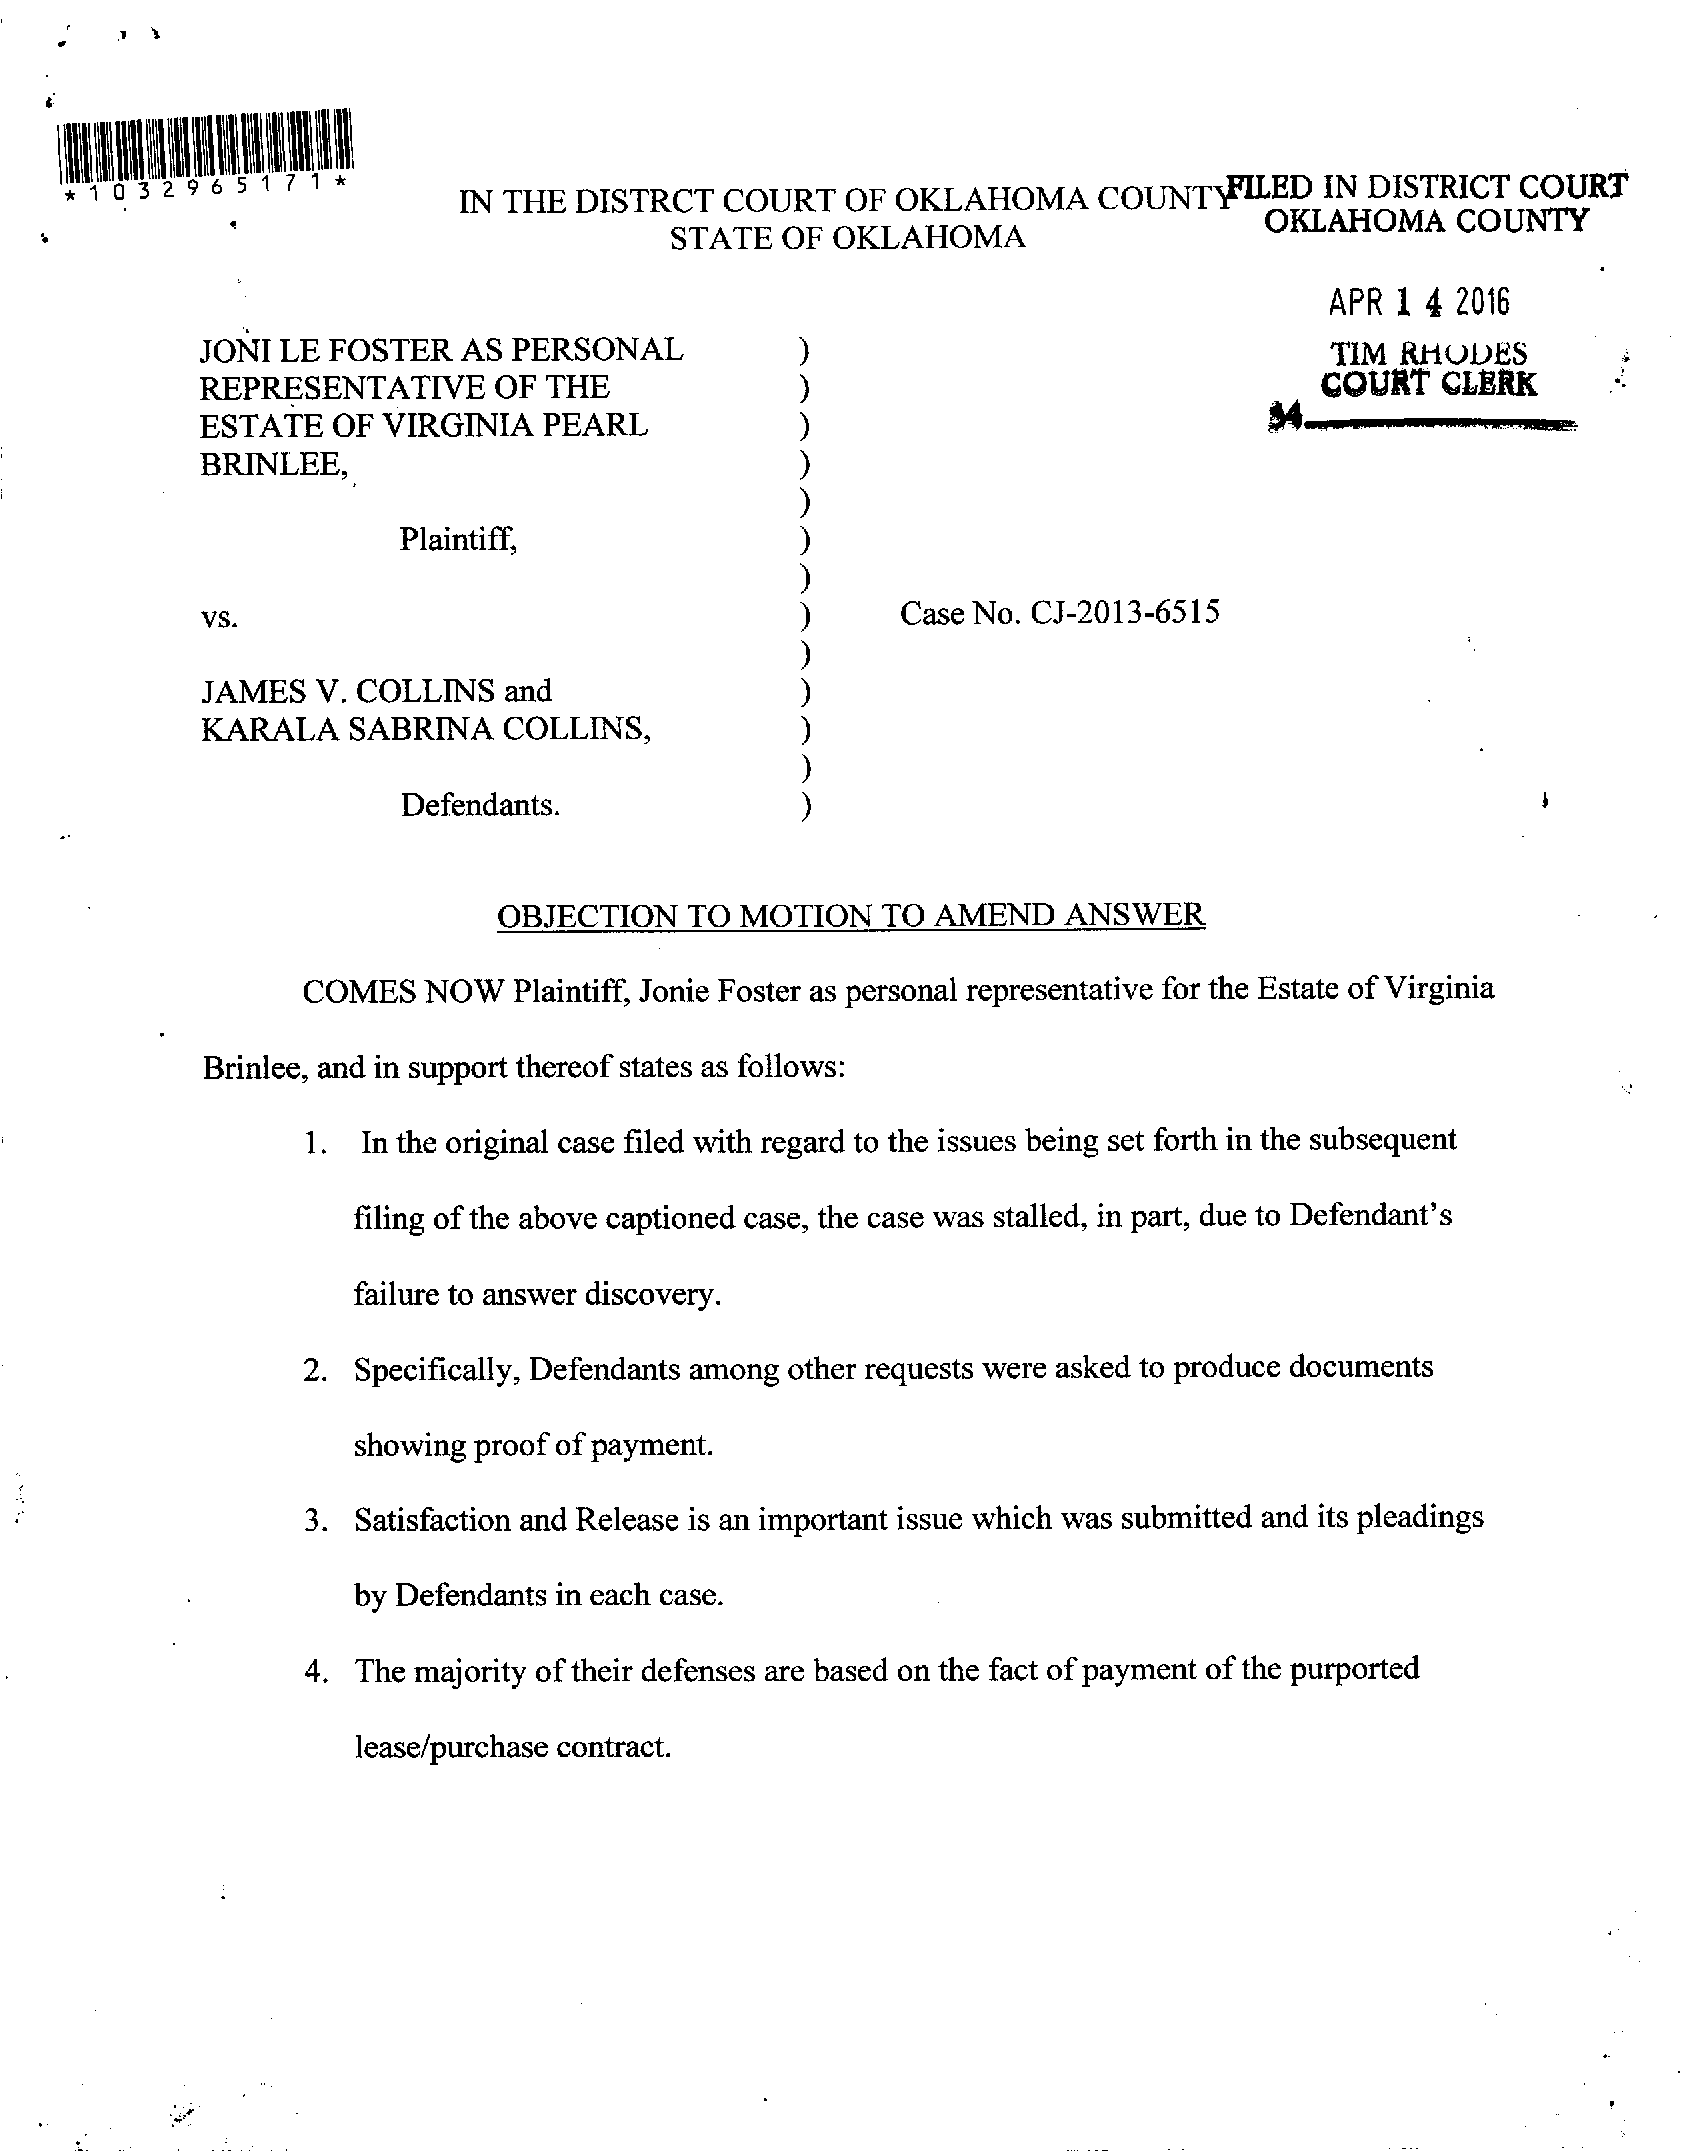 *1032965171*
IN THE DISTRCT COURT OF OKLAHOMA COUNTY
STATE OF OKLAHOMA
FILED IN DISTRICT COURT
OKLAHOMA COUNTY
APR 14 2016
TIM RHODES
COURT CLERK
34
JONI LE FOSTER AS PERSONAL )
REPRESENTATIVE OF THE )
ESTATE OF VIRGINIA PEARL )
BRINLEE, )
)
Plaintiff, )
)
vs. ) Case No. CJ-2013-6515
)
JAMES V. COLLINS and )
KARALA SABRINA COLLINS, )
)
Defendants. )
OBJECTION TO MOTION TO AMEND ANSWER
COMES NOW Plaintiff, Jonie Foster as personal representative for the Estate of Virginia
Brinlee, and in support thereof states as follows:
1. In the original case filed with regard to the issues being set forth in the subsequent
filing of the above captioned case, the case was stalled, in part, due to Defendant's
failure to answer discovery.
2. Specifically, Defendants among other requests were asked to produce documents
showing proof of payment.
3. Satisfaction and Release is an important issue which was submitted and its pleadings
by Defendants in each case.
4. The majority of their defenses are based on the fact of payment of the purported
lease/purchase contract.